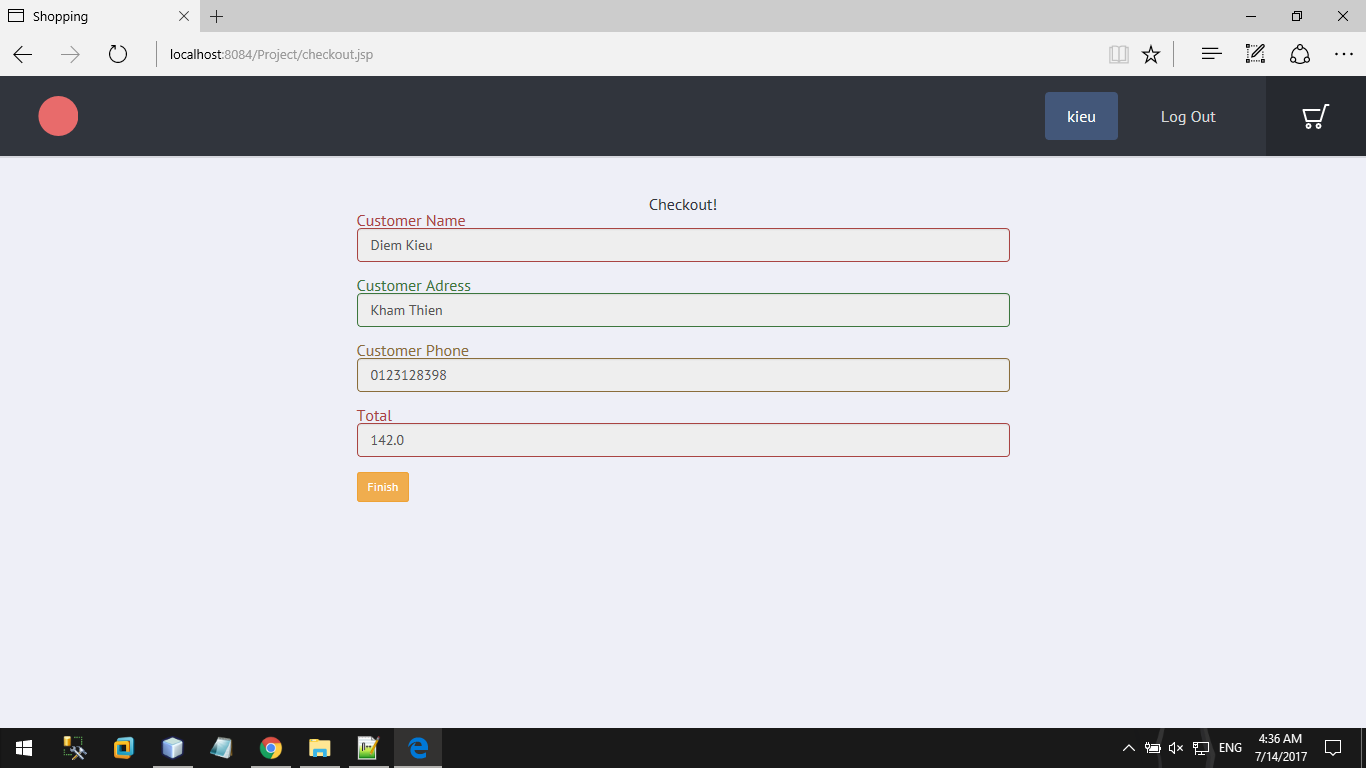 Shopping
localhost:8084/Project/checkout.jsp
kieu
Log Out
Checkout!
Customer Name
Diem Kieu
Customer Adress
Kham Thien
Customer Phone
0123128398
Total
142.0
Finish
ENG
4:36 AM
7/14/2017